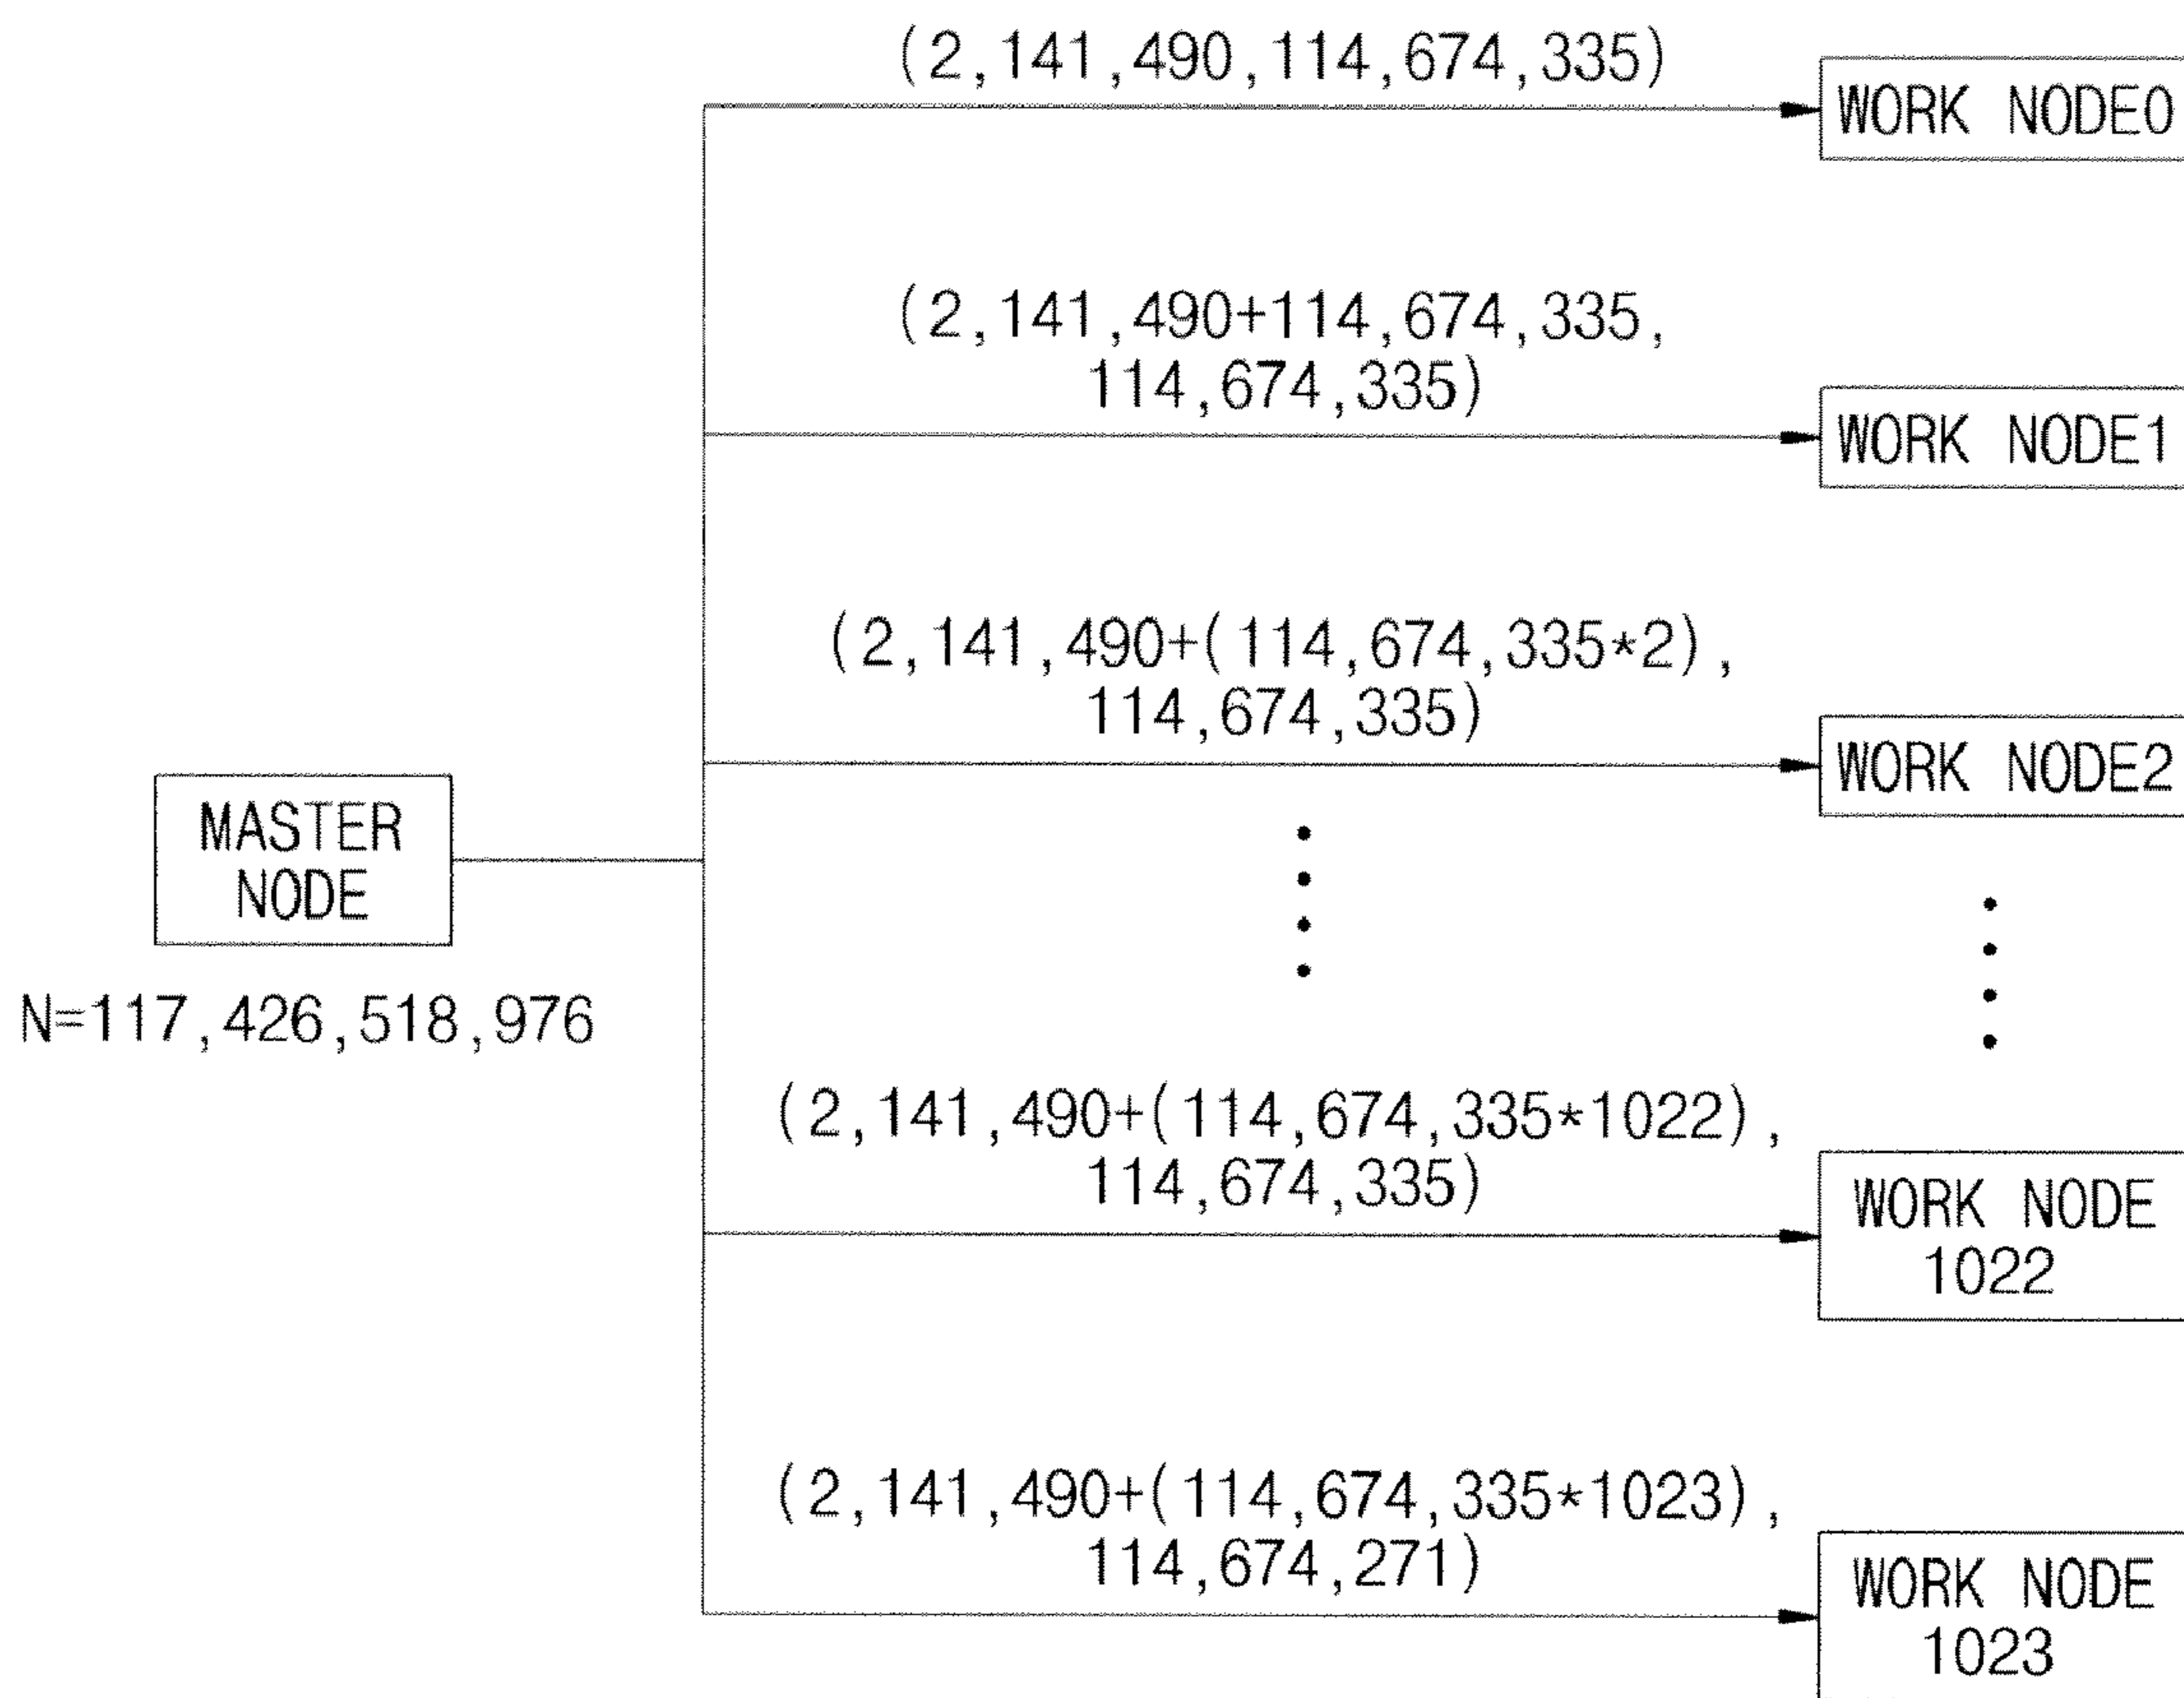 (2,141,490,114,674,335)
WORK NODE0
(2,141,490+114,674,335,
114,674,335)
WORK NODE1
(2,141,490+(114,674,335*2),
114,674,335)
WORK NODE2
MASTER
NODE
N=117,426,518,976
(2,141,490+(114,674,335*1022),
114,674,335)
WORK NODE
1022
(2,141,490+(114,674,335*1023),
114,674,271)
WORK NODE
1023